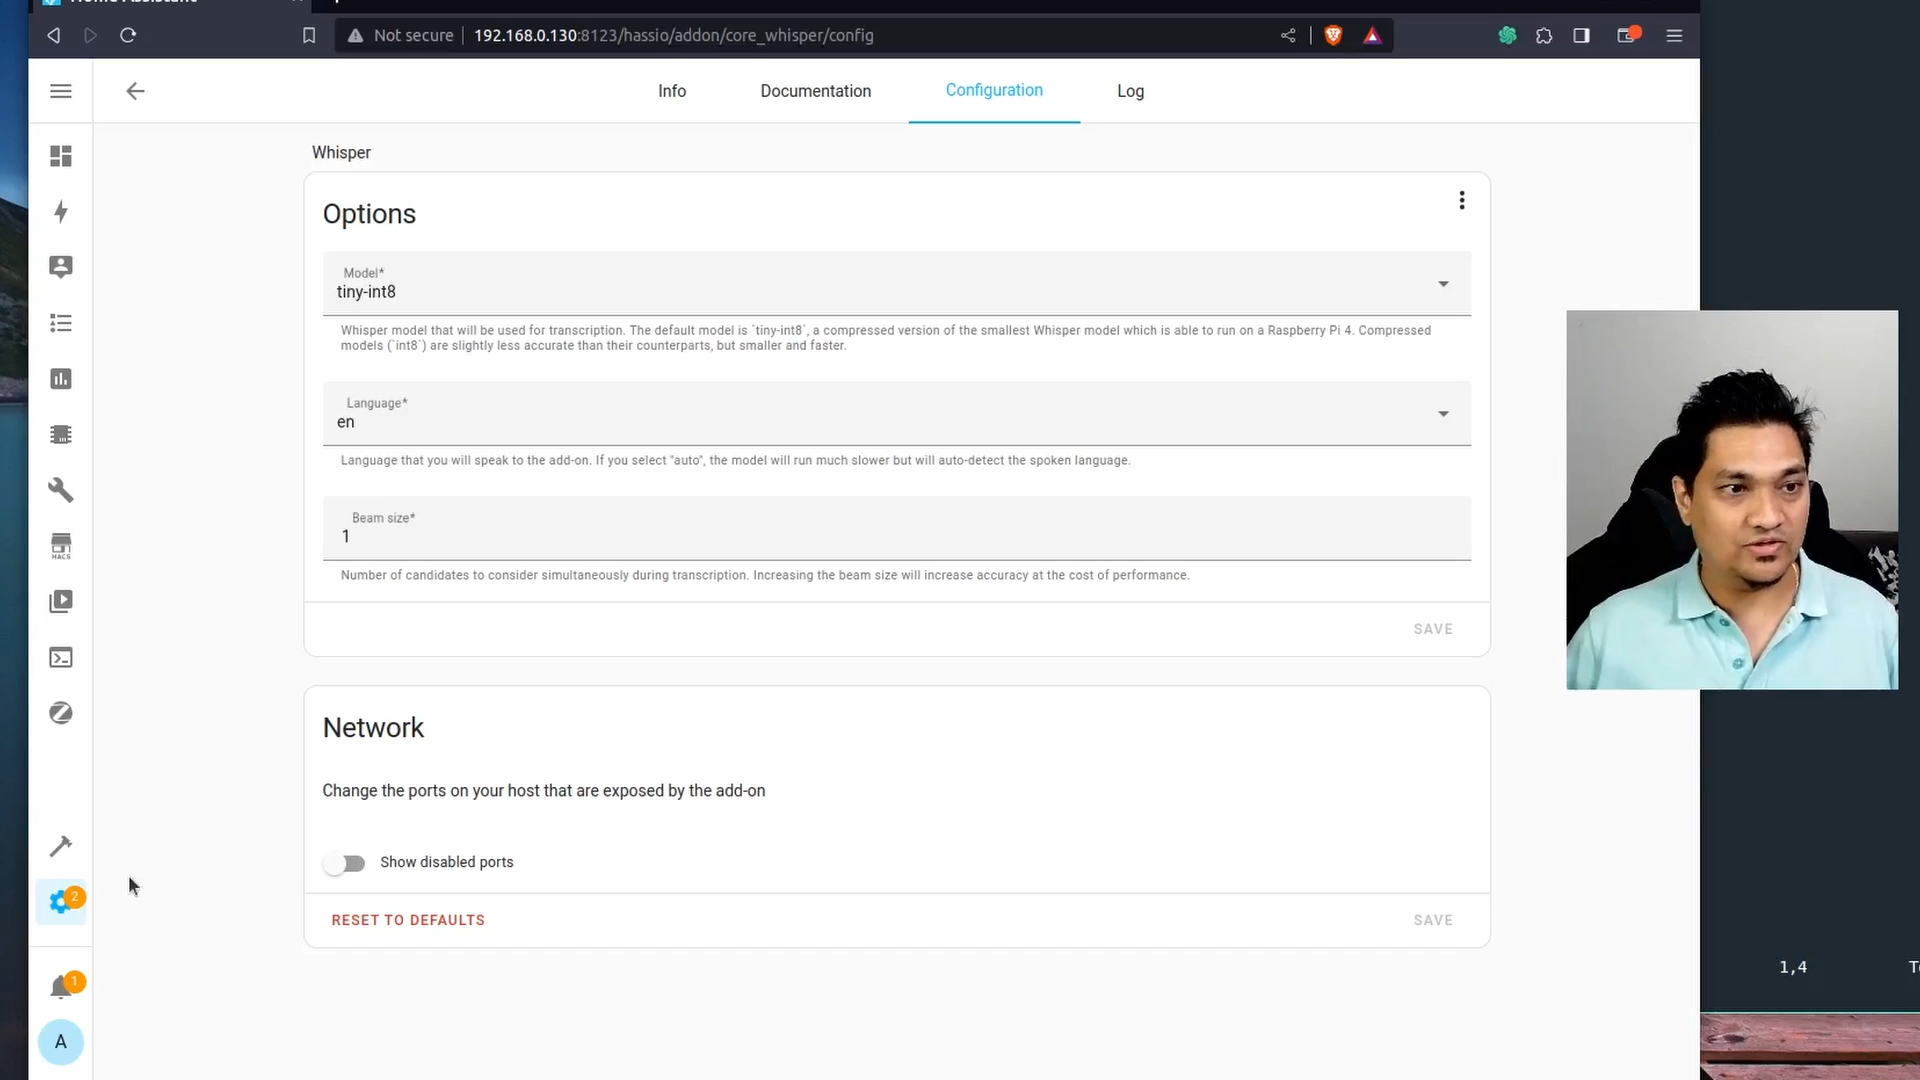 Not secure
192.168.0.130:8123/hassio/addon/core_whisper/config
Info
Documentation
Configuration
Log
Whisper
Options
Model*
tiny-int8
Whisper model that will be used for transcription. The default model is `tiny-int8`, a compressed version of the smallest Whisper model which is able to run on a Raspberry Pi 4. Compressed
models (`int8`) are slightly less accurate than their counterparts, but smaller and faster.
Language*
en
Language that you will speak to the add-on. If you select "auto", the model will run much slower but will auto-detect the spoken language.
Beam size*
1
Number of candidates to consider simultaneously during transcription. Increasing the beam size will increase accuracy at the cost of performance.
SAVE
Network
Change the ports on your host that are exposed by the add-on
Show disabled ports
RESET TO DEFAULTS
SAVE
HACS
2
1
A
1,4